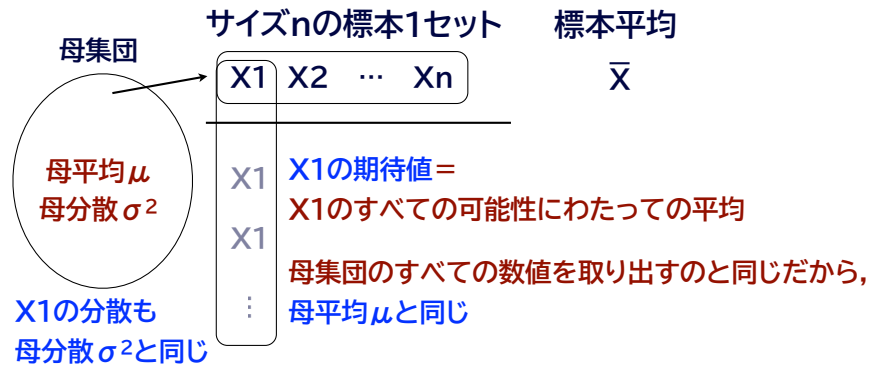 サイズnの標本1セット 標本平均
母集団
X1 X2 … Xn X̅
母平均μ
母分散σ²
X1 X1の期待値=
X1のすべての可能性にわたっての平均
X1
母集団のすべての数値を取り出すのと同じだから,
⋮ 母平均μと同じ
X1の分散も
母分散σ²と同じ